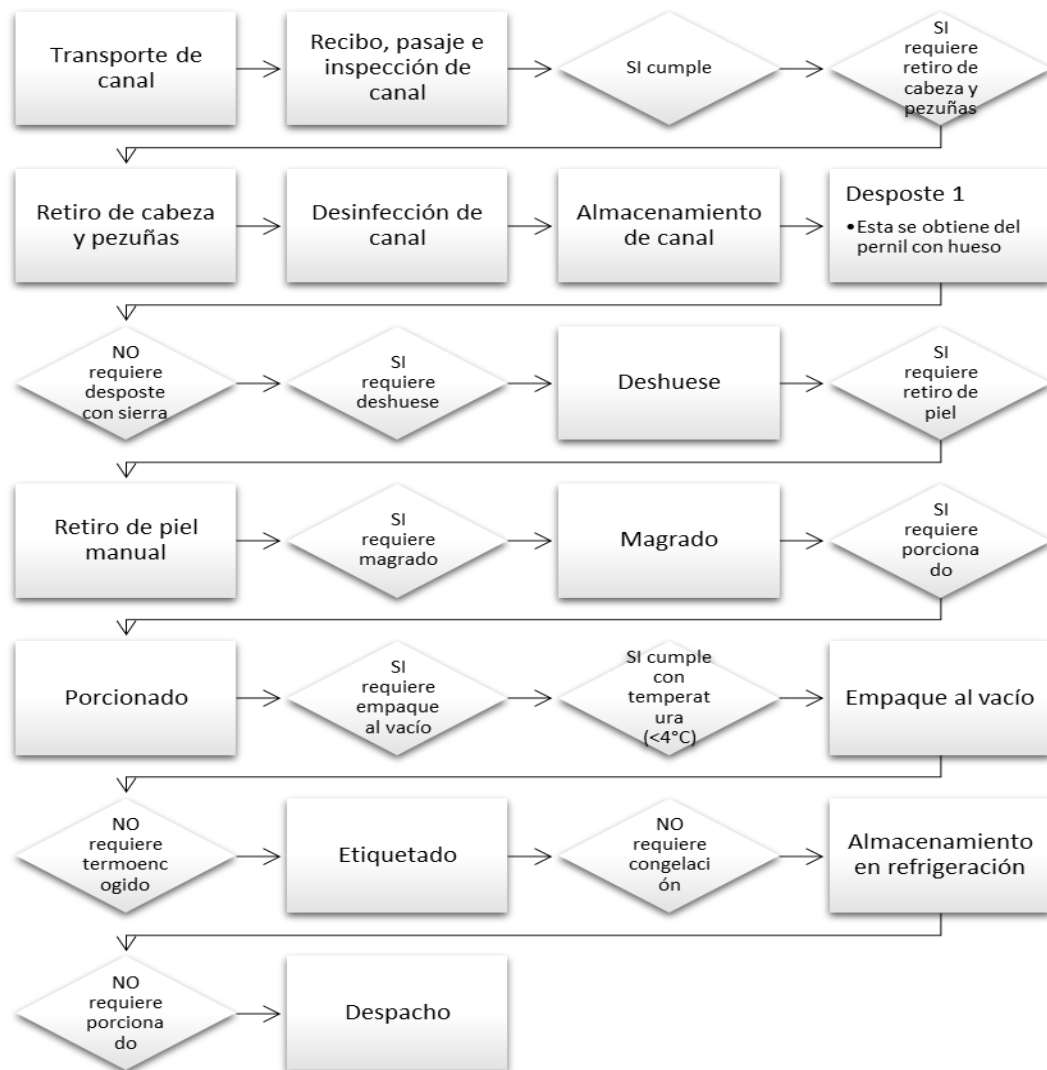 Transporte de
canal
Recibo, pasaje e
inspección de
canal
SI cumple
SI
requiere
retiro de
cabeza y
pezuñas
Retiro de cabeza
y pezuñas
Desinfección de
canal
Almacenamiento
de canal
Desposte 1
•Esta se obtiene del
pernil con hueso
NO
requiere
desposte
con sierra
SI
requiere
deshuese
Deshuese
SI
requiere
retiro de
piel
Retiro de piel
manual
SI
requiere
magrado
Magrado
SI
requiere
porciona
do
Porcionado
SI
requiere
empaque
al vacío
SI cumple
con
temperat
ura
(<4°C)
Empaque al vacío
NO
requiere
termoenc
ogido
Etiquetado
NO
requiere
congelaci
ón
Almacenamiento
en refrigeración
NO
requiere
porciona
do
Despacho